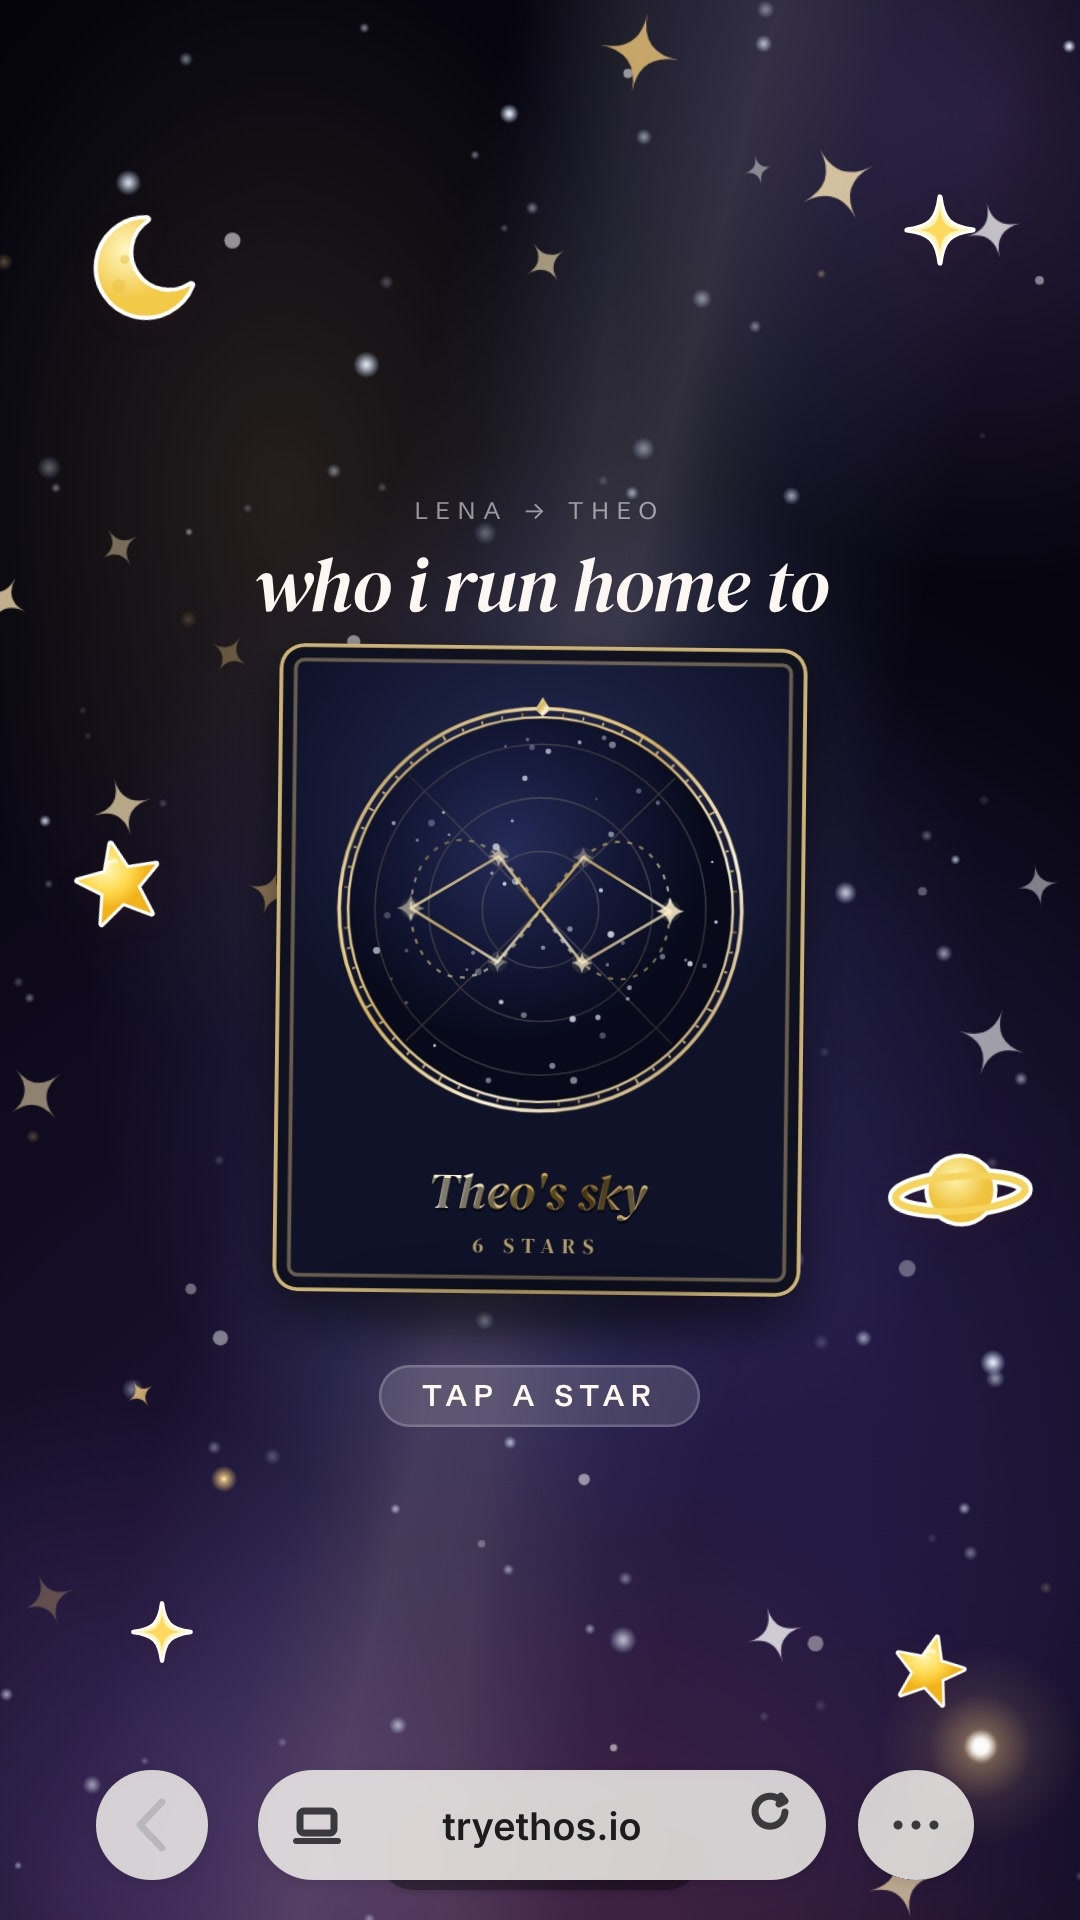 LENA → THEO
who i run home to
Theo's sky
6 STARS
TAP A STAR
tryethos.io